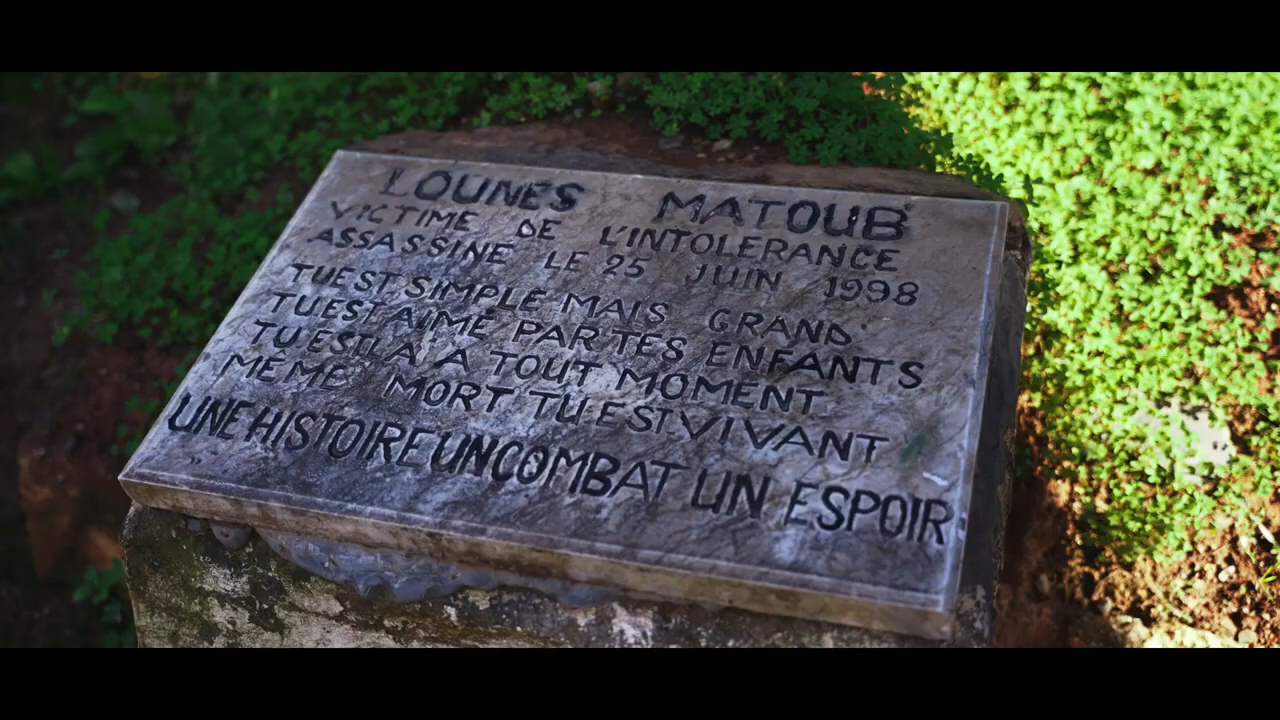 LOUNES MATOUB
VICTIME DE L'INTOLERANCE
ASSASSINE LE 25 JUIN 1998
TU EST SIMPLE MAIS GRAND
TU EST AIME PAR TES ENFANTS
TU EST LA A TOUT MOMENT
MÊME MORT TU EST VIVANT
UNE HISTOIRE UN COMBAT UN ESPOIR